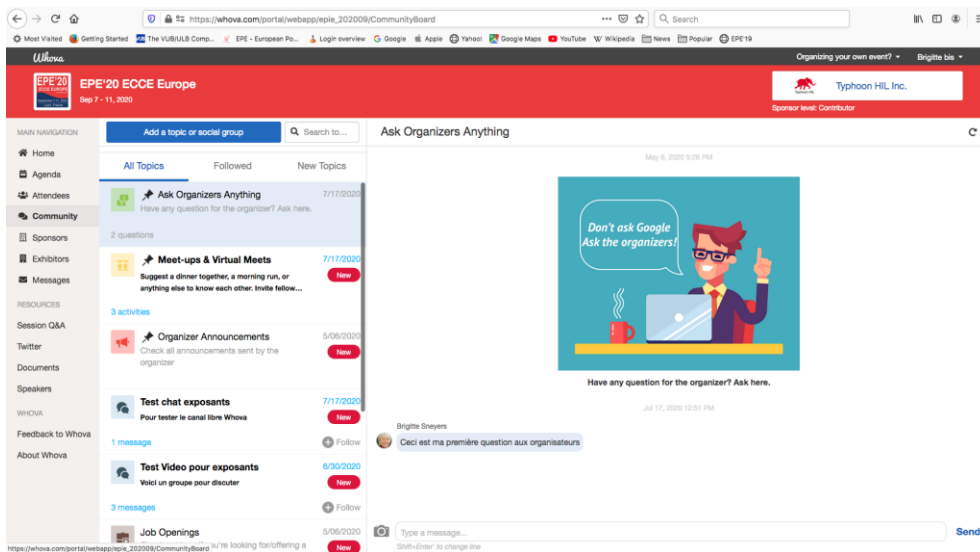 https://whova.com/portal/webapp/epie_202009/CommunityBoard
Search
Most Visited
Getting Started
The VUB/ULB Comp...
EPE - European Po...
Login overview
Google
Apple
Yahoo!
Google Maps
YouTube
Wikipedia
News
Popular
EPE'19
Whova
Organizing your own event?
Brigitte bis
EPE'20
ECCE EUROPE
EPE'20 ECCE Europe
Sep 7 - 11, 2020
Typhoon HIL Inc.
Sponsor level: Contributor
MAIN NAVIGATION
Home
Agenda
Attendees
Community
Sponsors
Exhibitors
Messages
RESOURCES
Session Q&A
Twitter
Documents
Speakers
WHOVA
Feedback to Whova
About Whova
Add a topic or social group
Search to...
All Topics
Followed
New Topics
Ask Organizers Anything
7/17/2020
Have any question for the organizer? Ask here.
2 questions
Meet-ups & Virtual Meets
7/17/2020
Suggest a dinner together, a morning run, or
New
anything else to know each other. Invite fellow...
3 activities
Organizer Announcements
5/06/2020
Check all announcements sent by the
New
organizer
Test chat exposants
7/17/2020
Pour tester le canal libre Whova
New
1 message
Follow
Test Video pour exposants
6/30/2020
Voici un groupe pour discuter
New
3 messages
Follow
Job Openings
5/06/2020
you're looking for/offering a
New
https://whova.com/portal/webapp/epie_202009/CommunityBoard
Ask Organizers Anything
May 6, 2020 5:26 PM
Don't ask Google
Ask the organizers!
Have any question for the organizer? Ask here.
Jul 17, 2020 12:51 PM
Brigitte Sneyers
Ceci est ma première question aux organisateurs
Type a message...
Send
'Shift+Enter' to change line